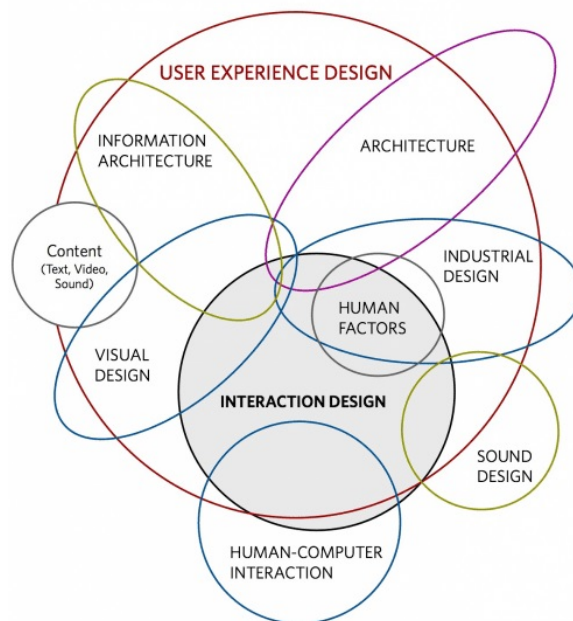 USER EXPERIENCE DESIGN
INFORMATION
ARCHITECTURE
ARCHITECTURE
Content
(Text, Video,
Sound)
INDUSTRIAL
DESIGN
HUMAN
FACTORS
VISUAL
DESIGN
INTERACTION DESIGN
SOUND
DESIGN
HUMAN-COMPUTER
INTERACTION